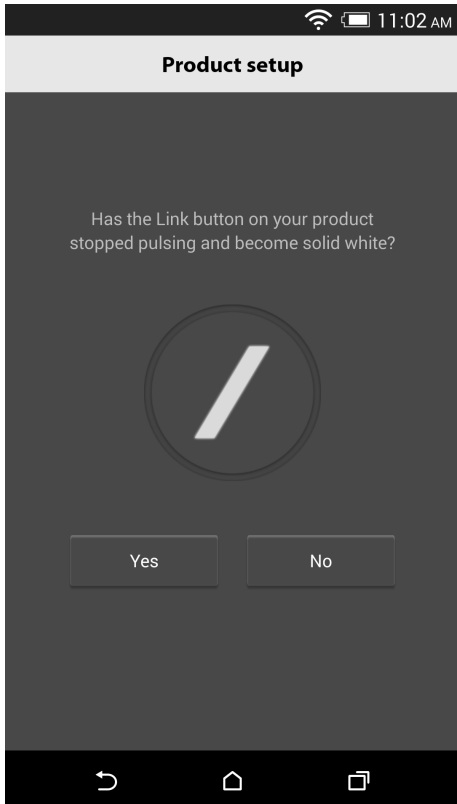 11:02 AM
Product setup
Has the Link button on your product
stopped pulsing and become solid white?
Yes
No